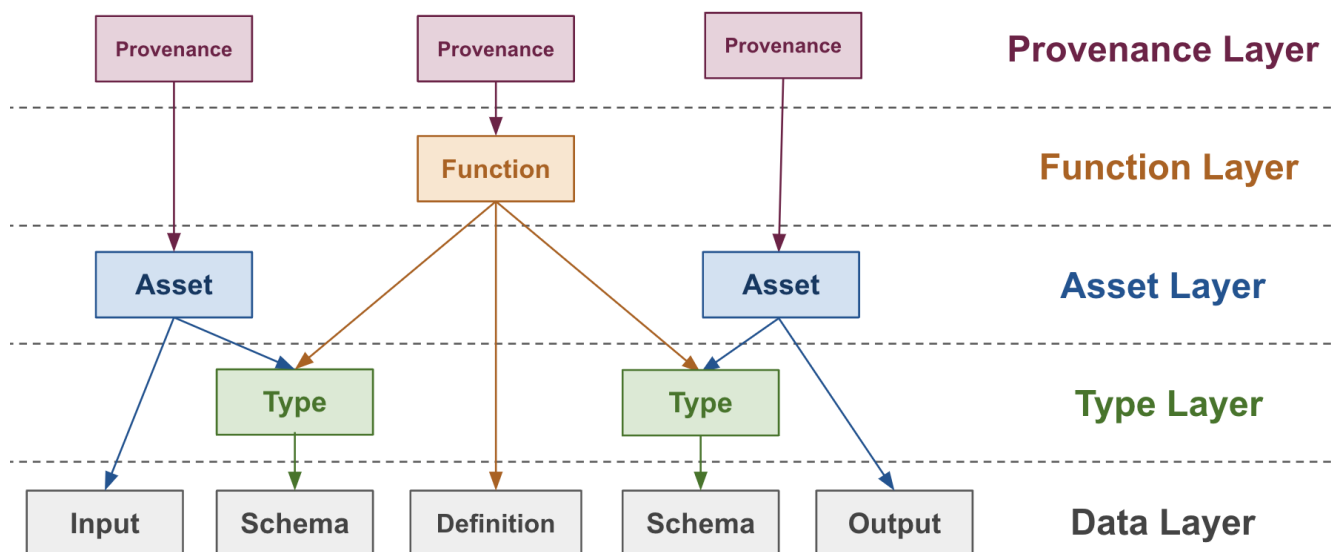 Provenance
Provenance
Provenance
Provenance Layer
Function
Function Layer
Asset
Asset
Asset Layer
Type
Type
Type Layer
Input
Schema
Definition
Schema
Output
Data Layer